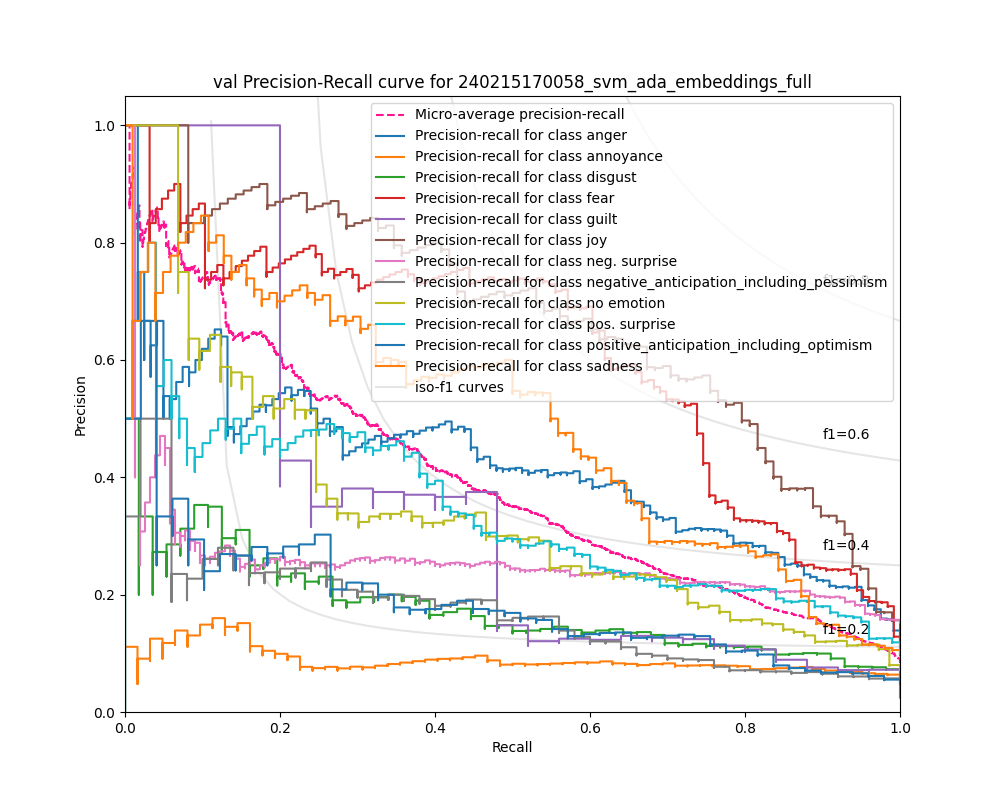 val Precision-Recall curve for 240215170058_svm_ada_embeddings_full
Micro-average precision-recall
Precision-recall for class anger
Precision-recall for class annoyance
Precision-recall for class disgust
Precision-recall for class fear
Precision-recall for class guilt
Precision-recall for class joy
Precision-recall for class neg. surprise
Precision-recall for class negative_anticipation_including_pessimism
Precision-recall for class no emotion
Precision-recall for class pos. surprise
Precision-recall for class positive_anticipation_including_optimism
Precision-recall for class sadness
iso-f1 curves
f1=0.8
f1=0.6
f1=0.4
f1=0.2
Precision
1.0
0.8
0.6
0.4
0.2
0.0
0.0 0.2 0.4 0.6 0.8 1.0
Recall